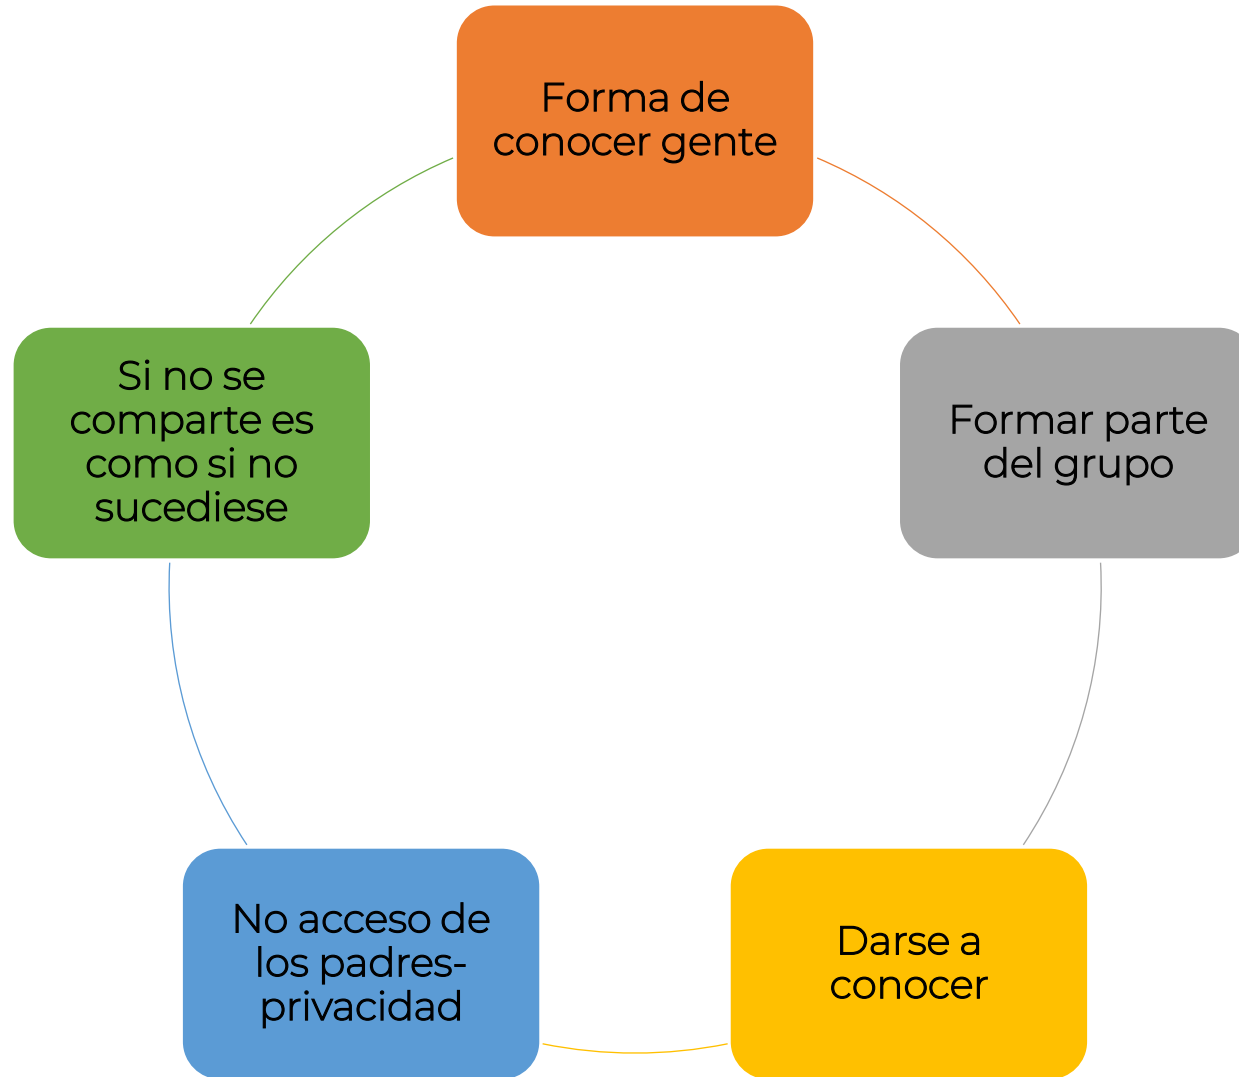 Forma de
conocer gente
Formar parte
del grupo
Darse a
conocer
No acceso de
los padres-
privacidad
Si no se
comparte es
como si no
sucediese